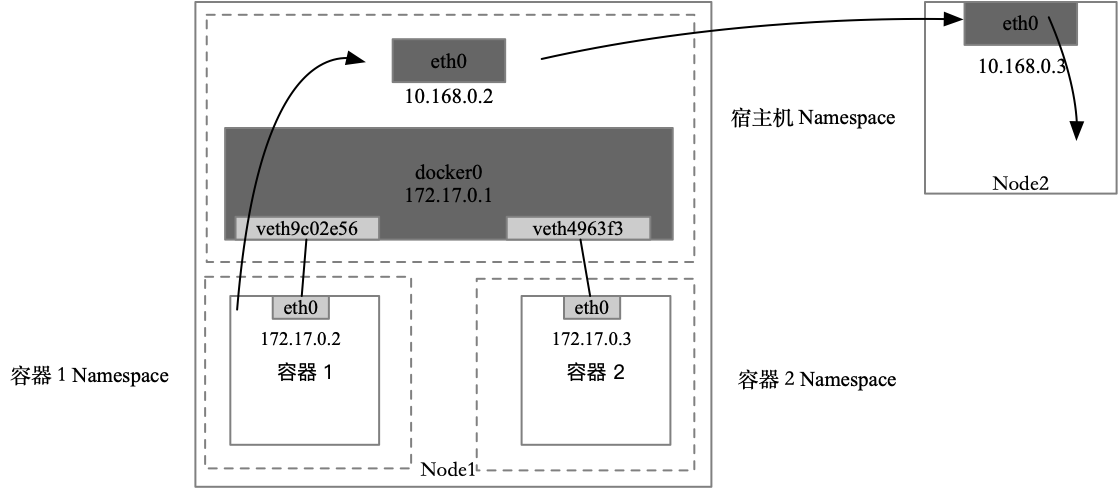 eth0
10.168.0.2
eth0
10.168.0.3
Node2
宿主机 Namespace
docker0
172.17.0.1
veth9c02e56
veth4963f3
eth0
172.17.0.2
容器 1
eth0
172.17.0.3
容器 2
容器 1 Namespace
容器 2 Namespace
Node1